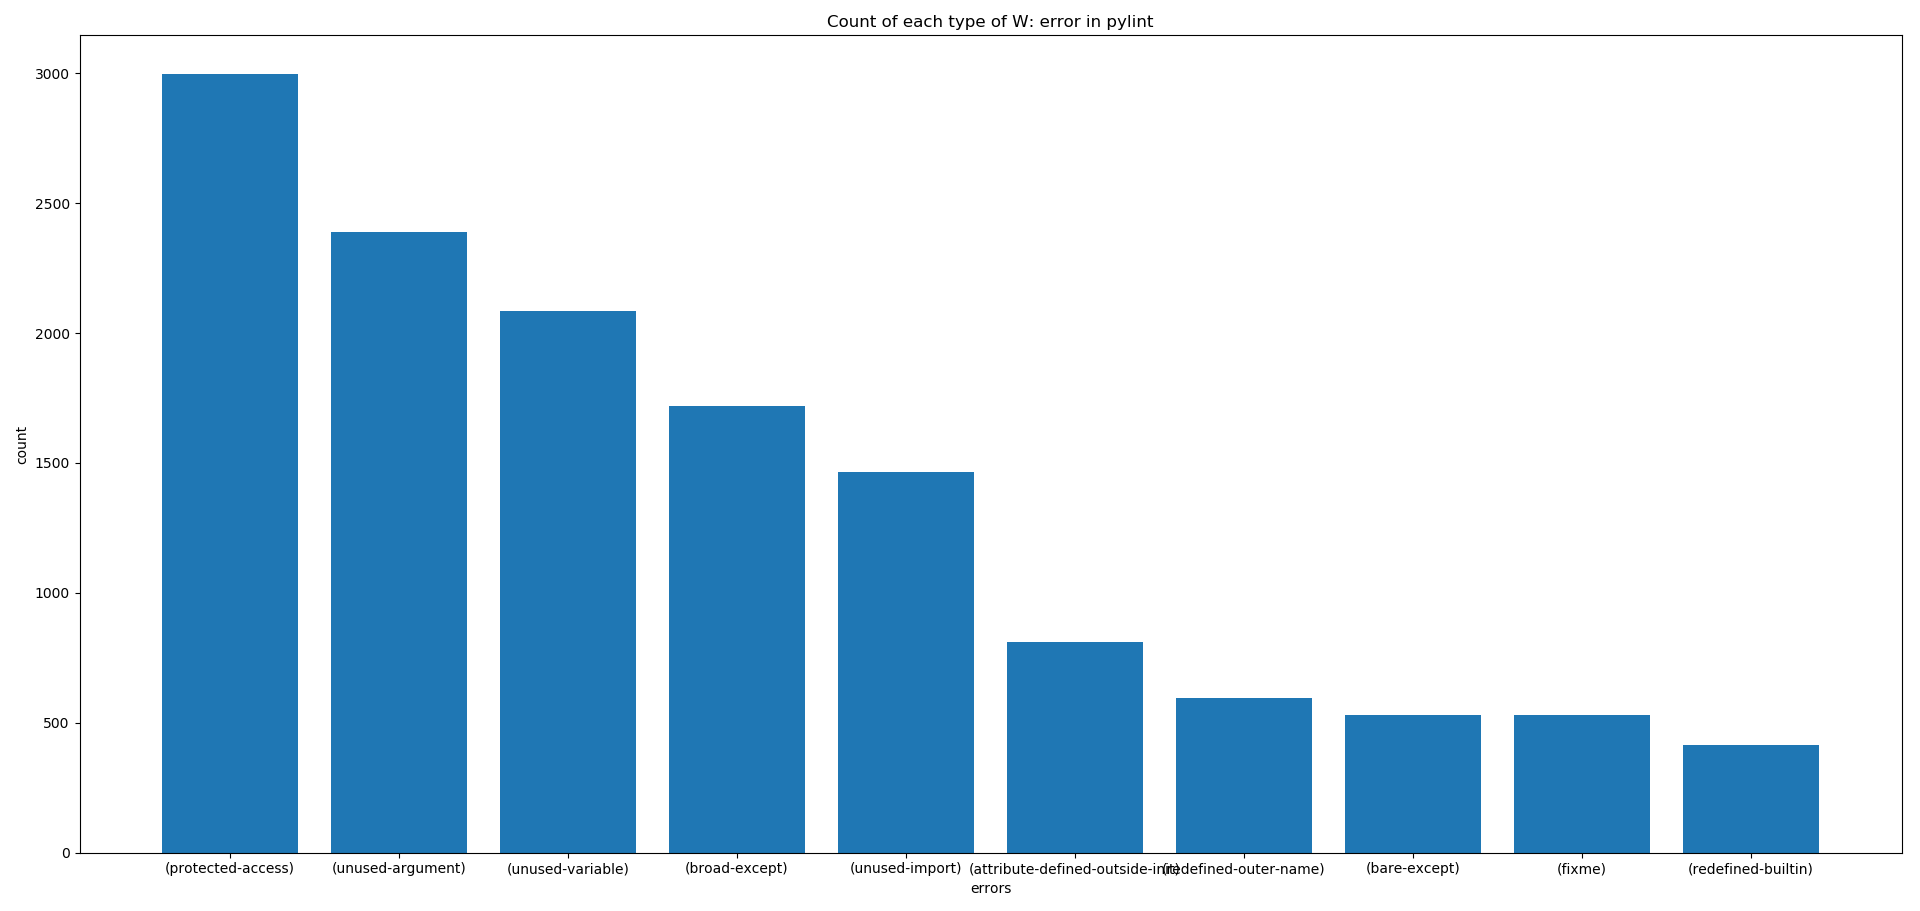 Count of each type of W: error in pylint
3000
2500
2000
1500
1000
500
0
count
(protected-access)
(unused-argument)
(unused-variable)
(broad-except)
(unused-import)
(attribute-defined-outside-init)
(redefined-outer-name)
(bare-except)
(fixme)
(redefined-builtin)
errors